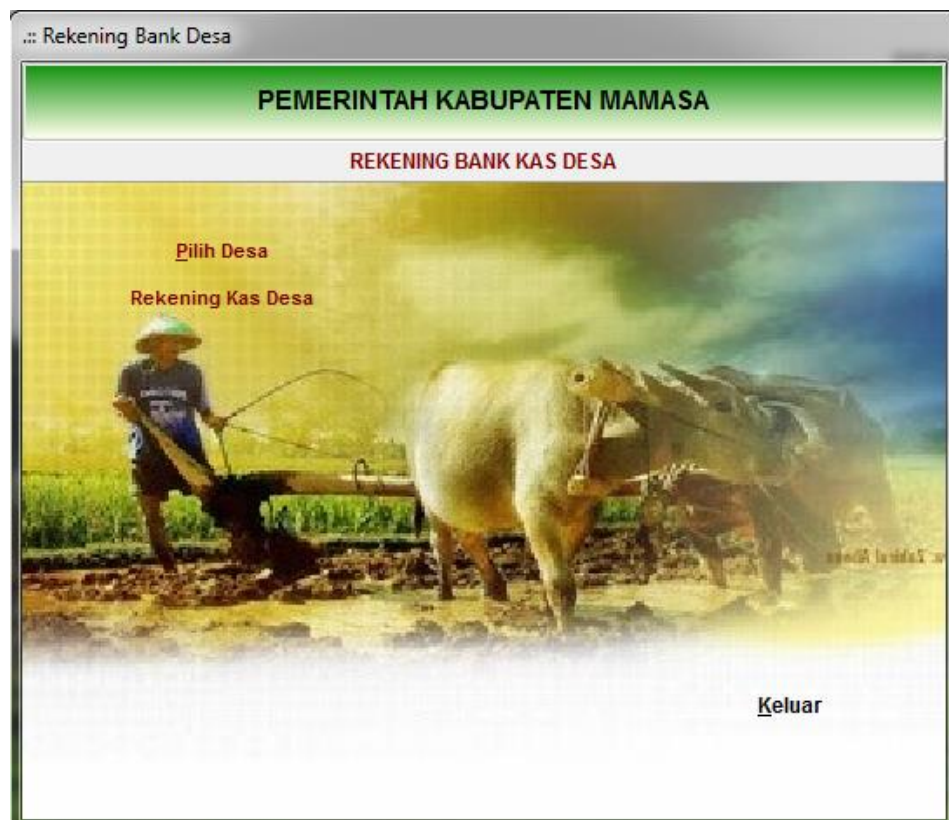 .:: Rekening Bank Desa
PEMERINTAH KABUPATEN MAMASA
REKENING BANK KAS DESA
Pilih Desa
Rekening Kas Desa
Keluar